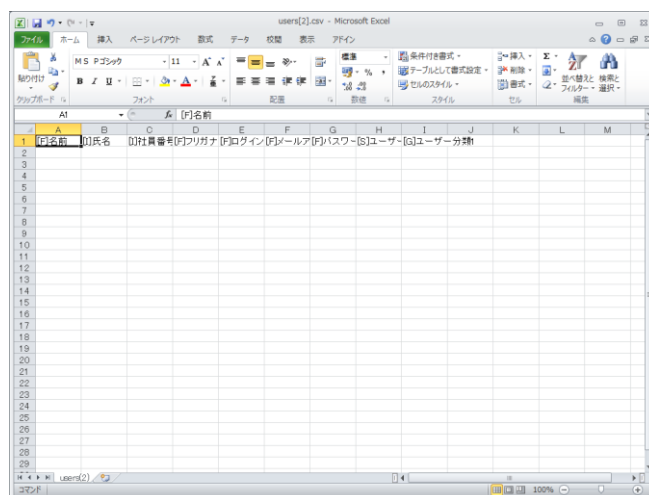 users[2].csv - Microsoft Excel
ファイル ホーム 挿入 ページ レイアウト 数式 データ 校閲 表示 アドイン
MS Pゴシック 11 標準 条件付き書式 挿入 Σ
貼り付け B I U A % , テーブルとして書式設定 削除 並べ替えと フィルター 検索と 選択
セルのスタイル 書式
クリップボード フォント 配置 数値 スタイル セル 編集
A1 fx [F]名前
A B C D E F G H I J K L M
1 [F]名前 [I]氏名 [I]社員番号 [F]フリガナ [F]ログイン [F]メールア [F]パスワー [S]ユーザー [G]ユーザー分類1
2
3
4
5
6
7
8
9
10
11
12
13
14
15
16
17
18
19
20
21
22
23
24
25
26
27
28
29
users(2)
コマンド 100%